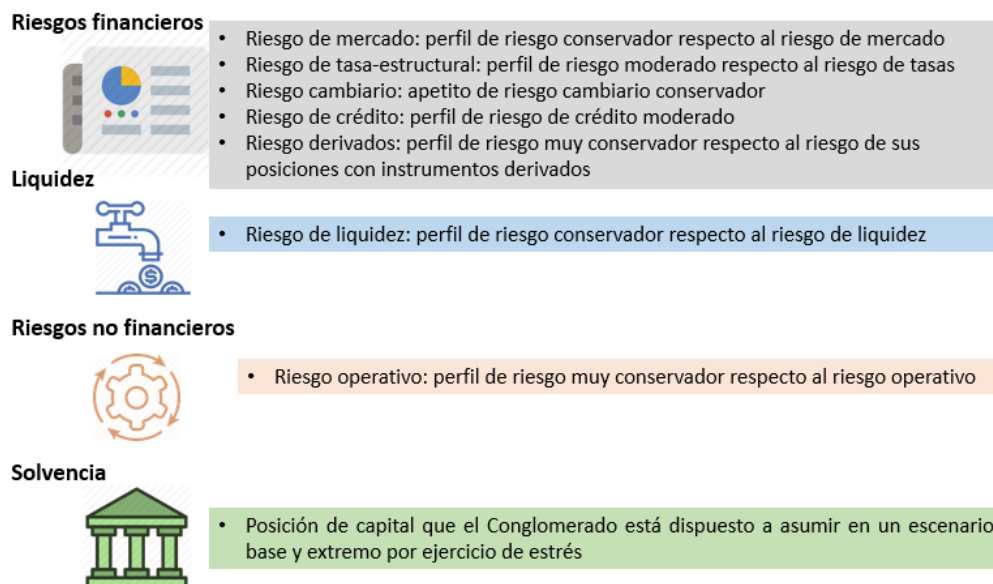 Riesgos financieros
• Riesgo de mercado: perfil de riesgo conservador respecto al riesgo de mercado
• Riesgo de tasa-estructural: perfil de riesgo moderado respecto al riesgo de tasas
• Riesgo cambiario: apetito de riesgo cambiario conservador
• Riesgo de crédito: perfil de riesgo de crédito moderado
• Riesgo derivados: perfil de riesgo muy conservador respecto al riesgo de sus
posiciones con instrumentos derivados
Liquidez
• Riesgo de liquidez: perfil de riesgo conservador respecto al riesgo de liquidez
Riesgos no financieros
• Riesgo operativo: perfil de riesgo muy conservador respecto al riesgo operativo
Solvencia
• Posición de capital que el Conglomerado está dispuesto a asumir en un escenario
base y extremo por ejercicio de estrés